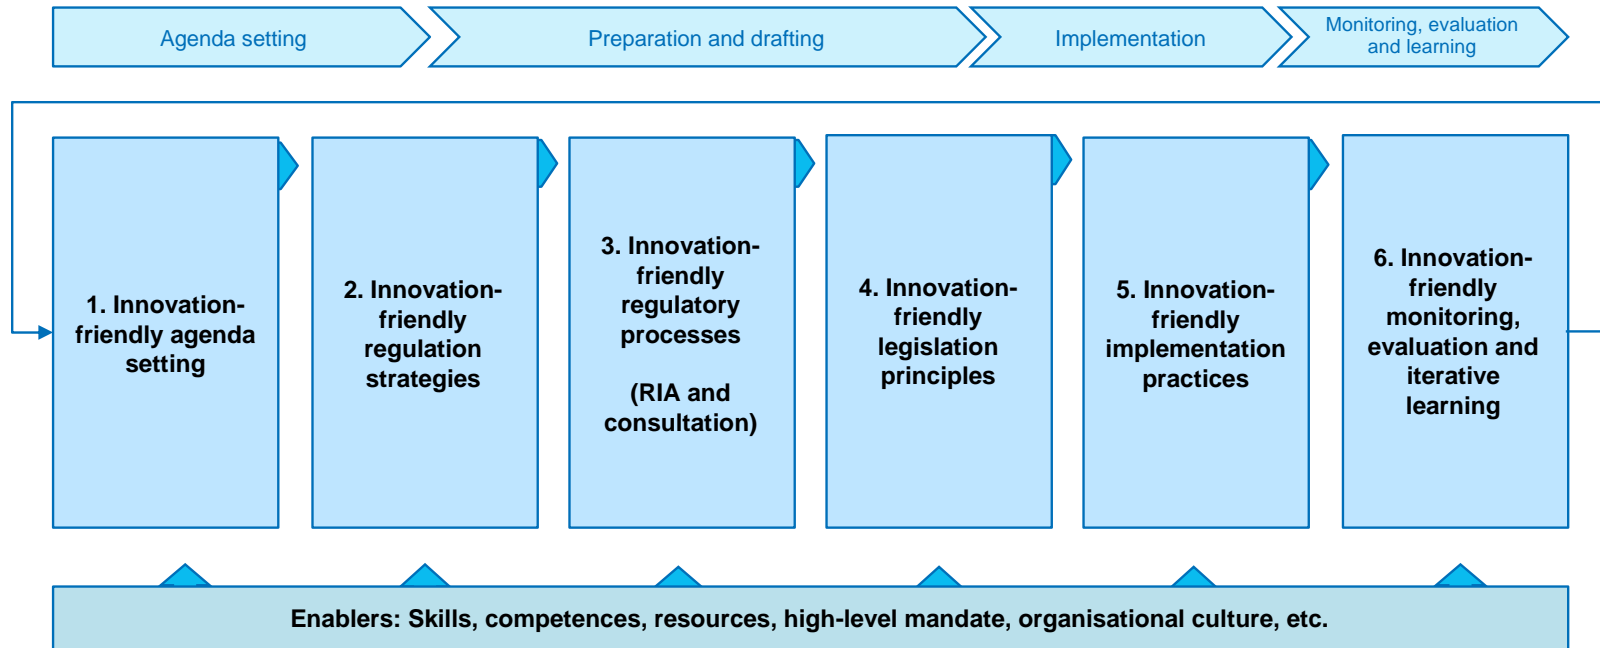 Agenda setting
Preparation and drafting
Implementation
Monitoring, evaluation
and learning
1. Innovation-
friendly agenda
setting
2. Innovation-
friendly
regulation
strategies
3. Innovation-
friendly
regulatory
processes
(RIA and
consultation)
4. Innovation-
friendly
legislation
principles
5. Innovation-
friendly
implementation
practices
6. Innovation-
friendly
monitoring,
evaluation and
iterative
learning
Enablers: Skills, competences, resources, high-level mandate, organisational culture, etc.